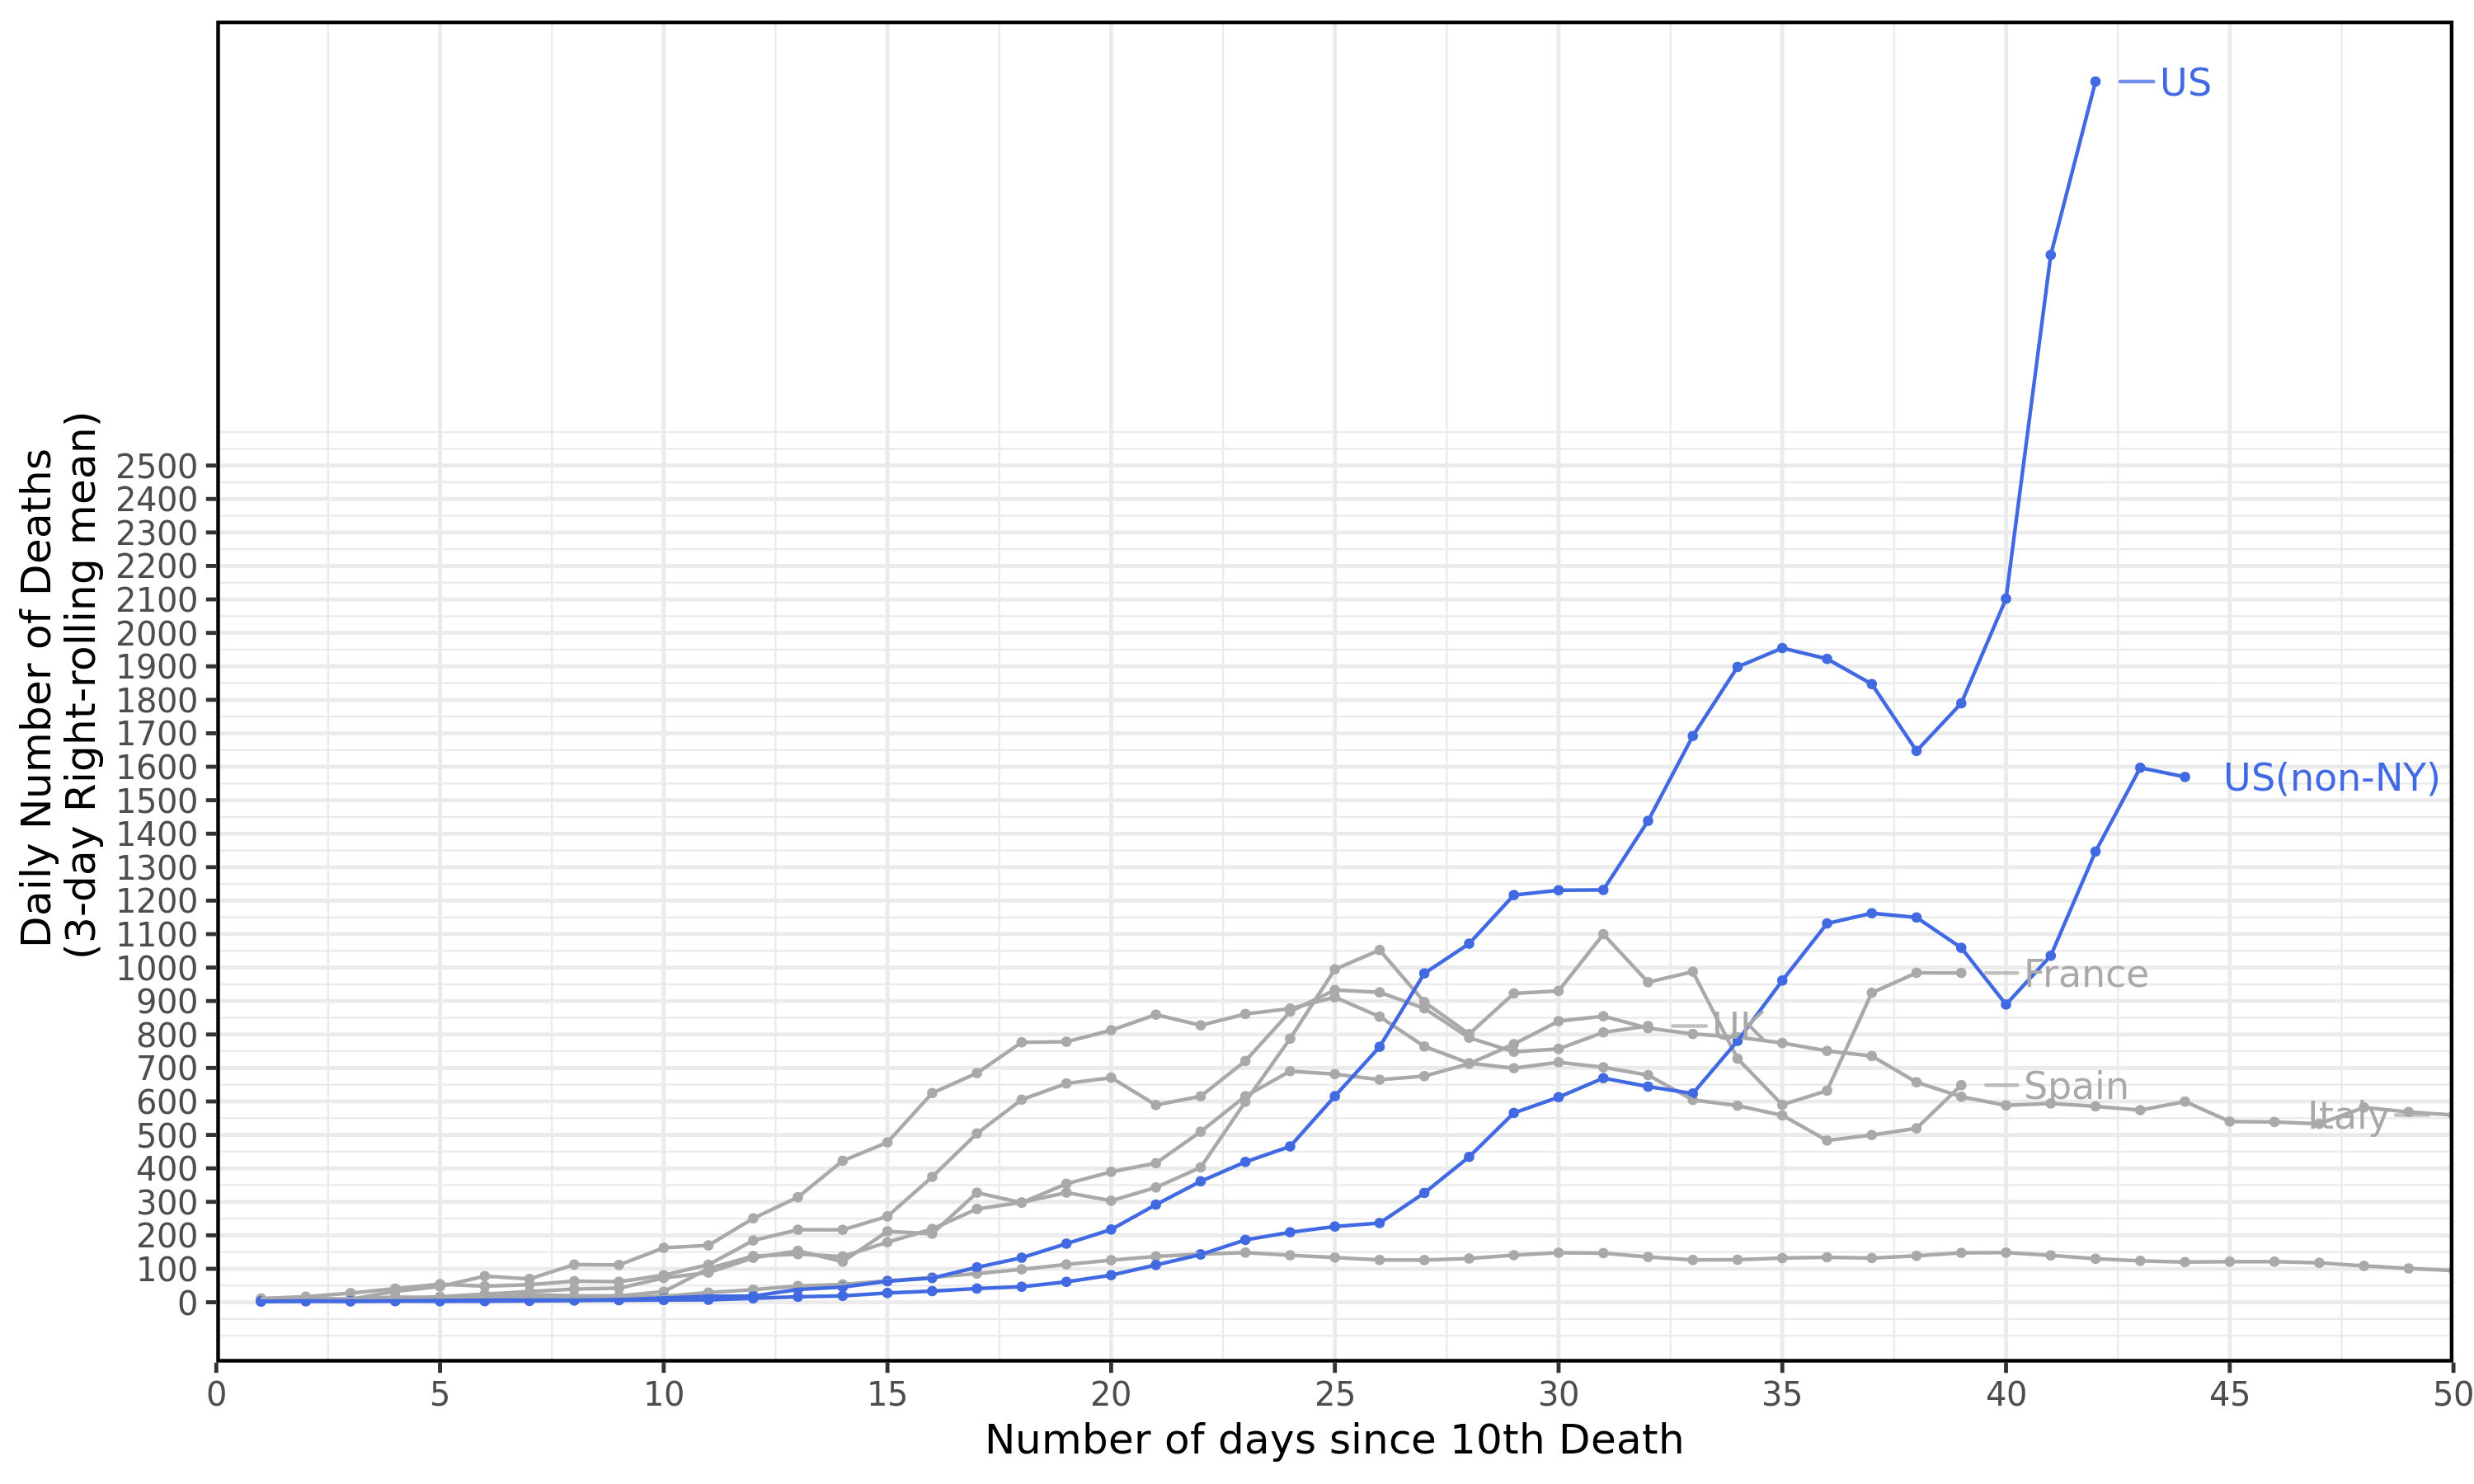 US
Daily Number of Deaths
(3-day Right-rolling mean)
2500
2400
2300
2200
2100
2000
1900
1800
1700
1600
1500
1400
1300
1200
1100
1000
900
800
700
600
500
400
300
200
100
0
US(non-NY)
France
UK
Spain
Italy
0 5 10 15 20 25 30 35 40 45 50
Number of days since 10th Death